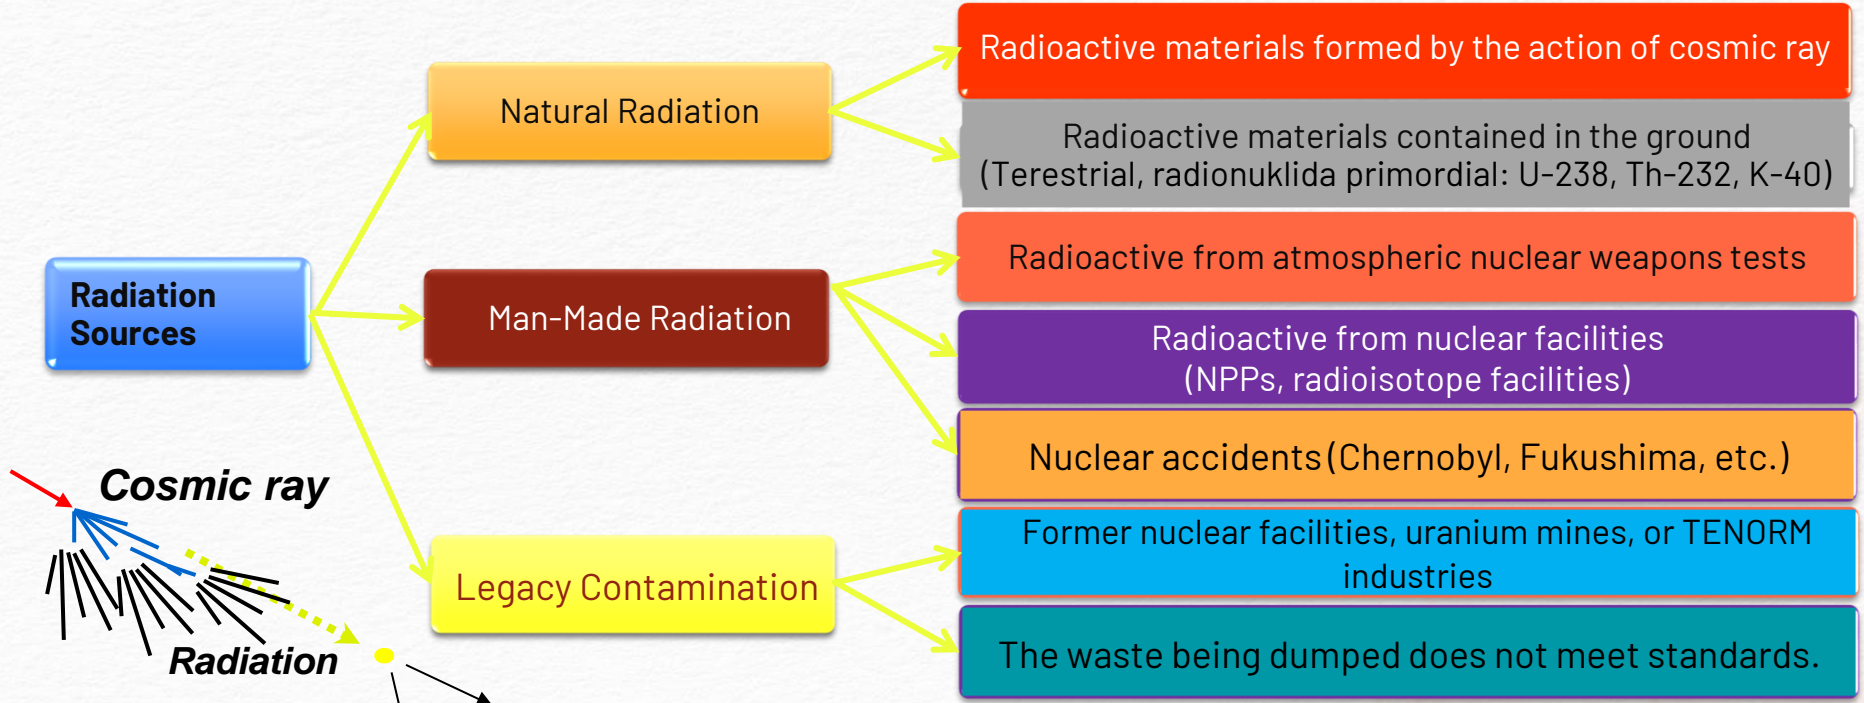 Radiation
Sources
Natural Radiation
Radioactive materials formed by the action of cosmic ray
Radioactive materials contained in the ground
(Terestrial, radionuklida primordial: U-238, Th-232, K-40)
Man-Made Radiation
Radioactive from atmospheric nuclear weapons tests
Radioactive from nuclear facilities
(NPPs, radioisotope facilities)
Nuclear accidents (Chernobyl, Fukushima, etc.)
Legacy Contamination
Former nuclear facilities, uranium mines, or TENORM
industries
The waste being dumped does not meet standards.
Cosmic ray
Radiation